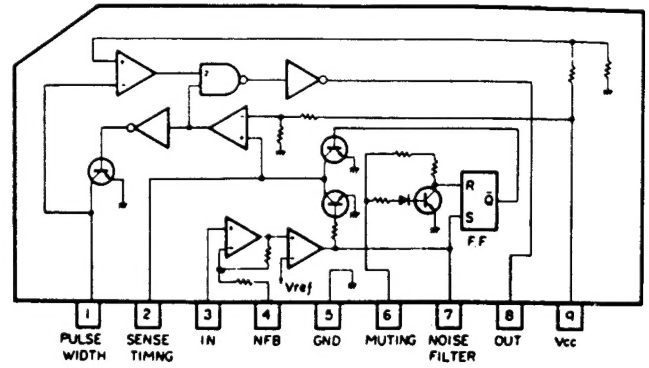 R
Q̄
S
F.F
Vref
1 2 3 4 5 6 7 8 9
PULSE WIDTH
SENSE TIMNG
IN
NFB
GND
MUTING
NOISE FILTER
OUT
Vcc